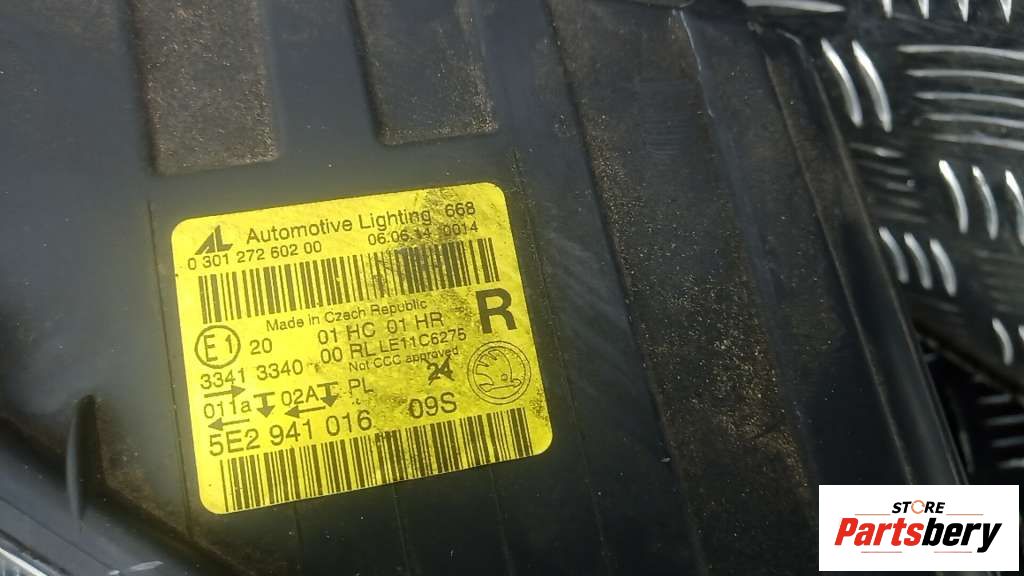 AL Automotive Lighting 668
0 301 272 602 00 06.06.14 0014
Made in Czech Republic
R
E1 20 01 HC 01 HR
3341 3340 00 RL LE11C6275
Not CCC approved
011a 02A PL 24
5E2 941 016 09S
STORE
Partsbery